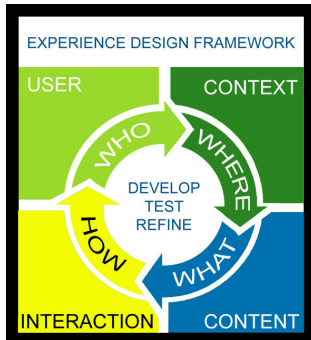 EXPERIENCE DESIGN FRAMEWORK
USER
CONTEXT
WHO
WHERE
DEVELOP
TEST
REFINE
HOW
WHAT
INTERACTION
CONTENT